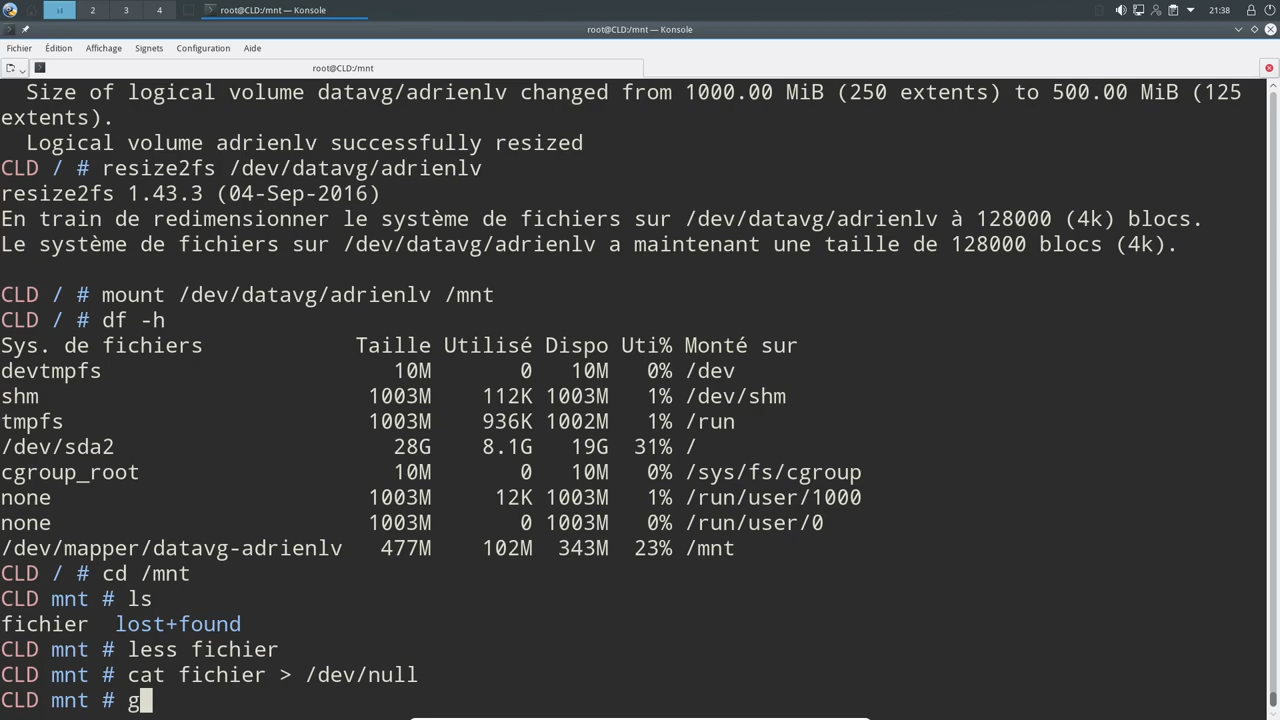 2
3
4
root@CLD:/mnt — Konsole
21:38
root@CLD:/mnt — Konsole
Fichier Édition Affichage Signets Configuration Aide
root@CLD:/mnt
Size of logical volume datavg/adrienlv changed from 1000.00 MiB (250 extents) to 500.00 MiB (125
extents).
Logical volume adrienlv successfully resized
CLD / # resize2fs /dev/datavg/adrienlv
resize2fs 1.43.3 (04-Sep-2016)
En train de redimensionner le système de fichiers sur /dev/datavg/adrienlv à 128000 (4k) blocs.
Le système de fichiers sur /dev/datavg/adrienlv a maintenant une taille de 128000 blocs (4k).
CLD / # mount /dev/datavg/adrienlv /mnt
CLD / # df -h
Sys. de fichiers Taille Utilisé Dispo Uti% Monté sur
devtmpfs 10M 0 10M 0% /dev
shm 1003M 112K 1003M 1% /dev/shm
tmpfs 1003M 936K 1002M 1% /run
/dev/sda2 28G 8.1G 19G 31% /
cgroup_root 10M 0 10M 0% /sys/fs/cgroup
none 1003M 12K 1003M 1% /run/user/1000
none 1003M 0 1003M 0% /run/user/0
/dev/mapper/datavg-adrienlv 477M 102M 343M 23% /mnt
CLD / # cd /mnt
CLD mnt # ls
fichier lost+found
CLD mnt # less fichier
CLD mnt # cat fichier > /dev/null
CLD mnt # g